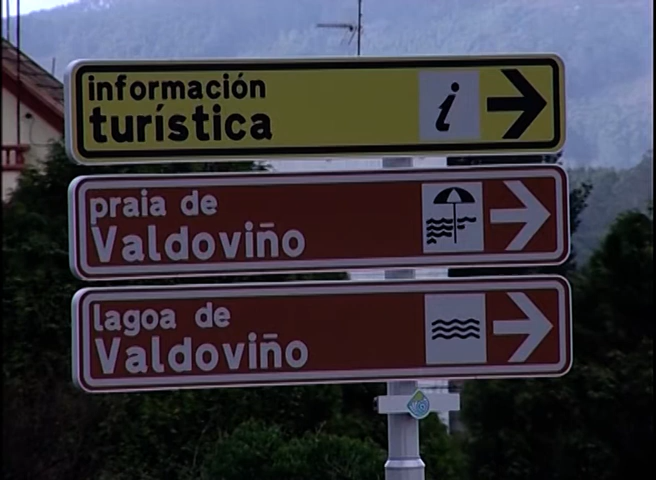 información
turística
i
praia de
Valdoviño
lagoa de
Valdoviño